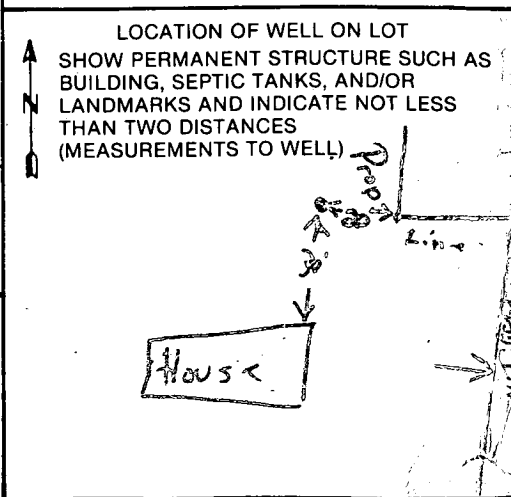 LOCATION OF WELL ON LOT
SHOW PERMANENT STRUCTURE SUCH AS
BUILDING, SEPTIC TANKS, AND/OR
N LANDMARKS AND INDICATE NOT LESS
THAN TWO DISTANCES
(MEASUREMENTS TO WELL)
Prop
Line
House